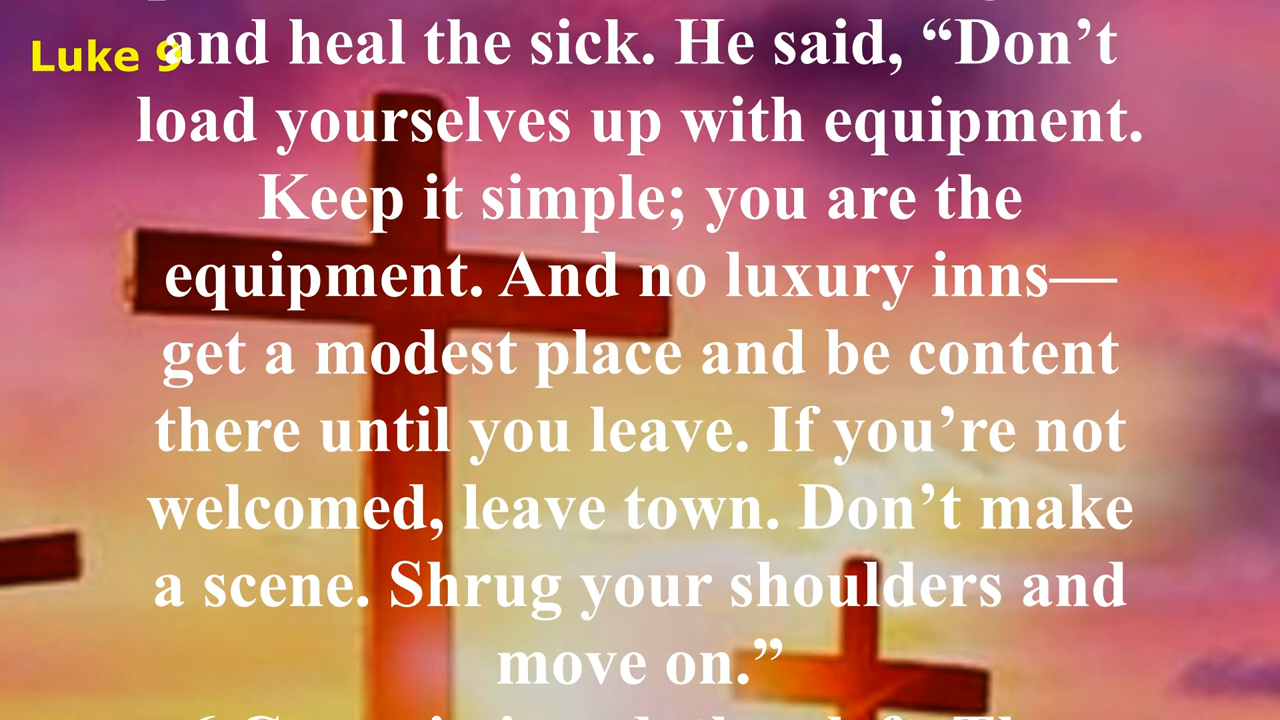 Luke 9
and heal the sick. He said, “Don’t
load yourselves up with equipment.
Keep it simple; you are the
equipment. And no luxury inns—
get a modest place and be content
there until you leave. If you’re not
welcomed, leave town. Don’t make
a scene. Shrug your shoulders and
move on.”